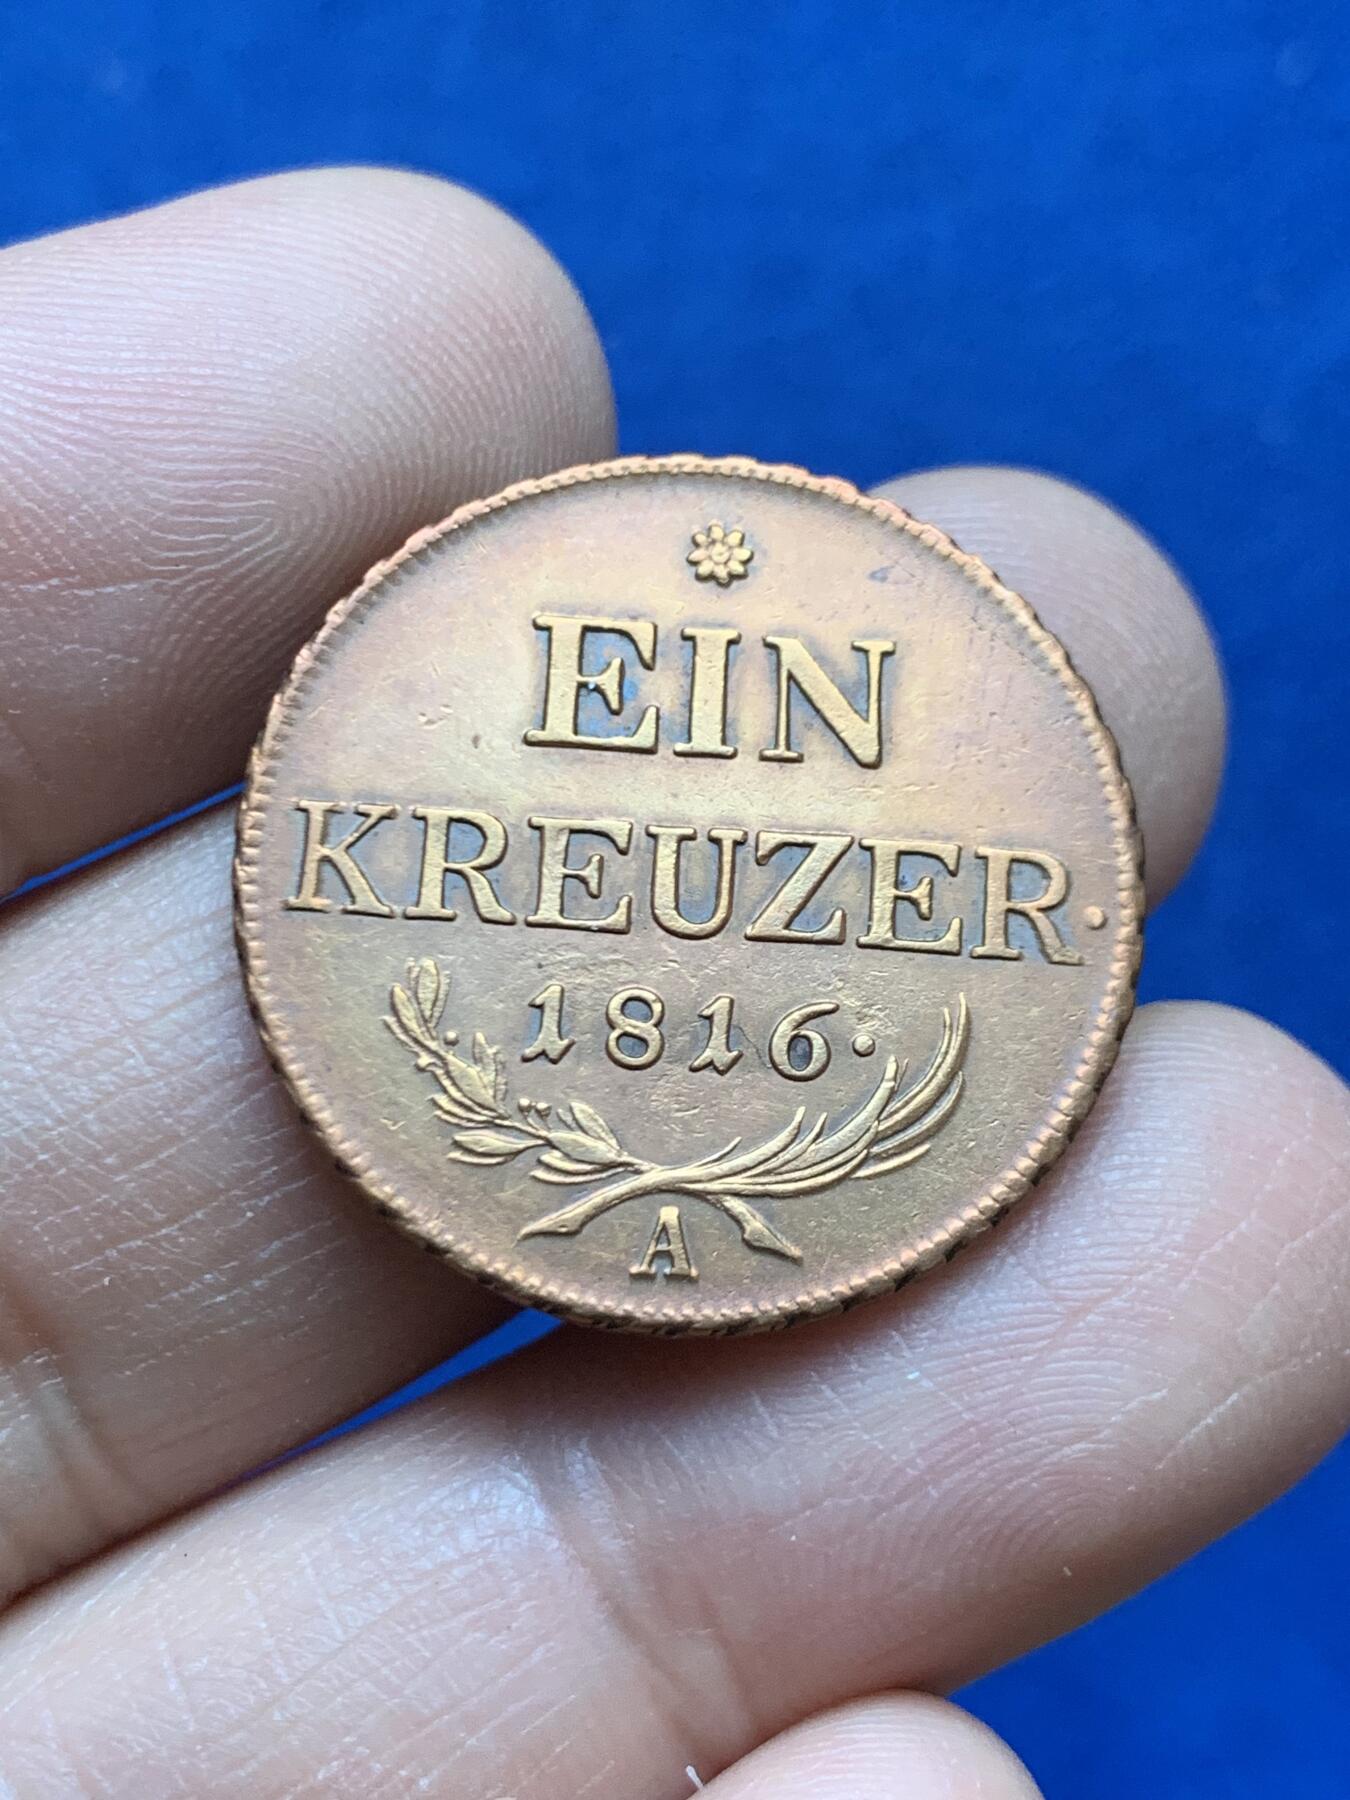 EIN
KREUZER.
1816.
A